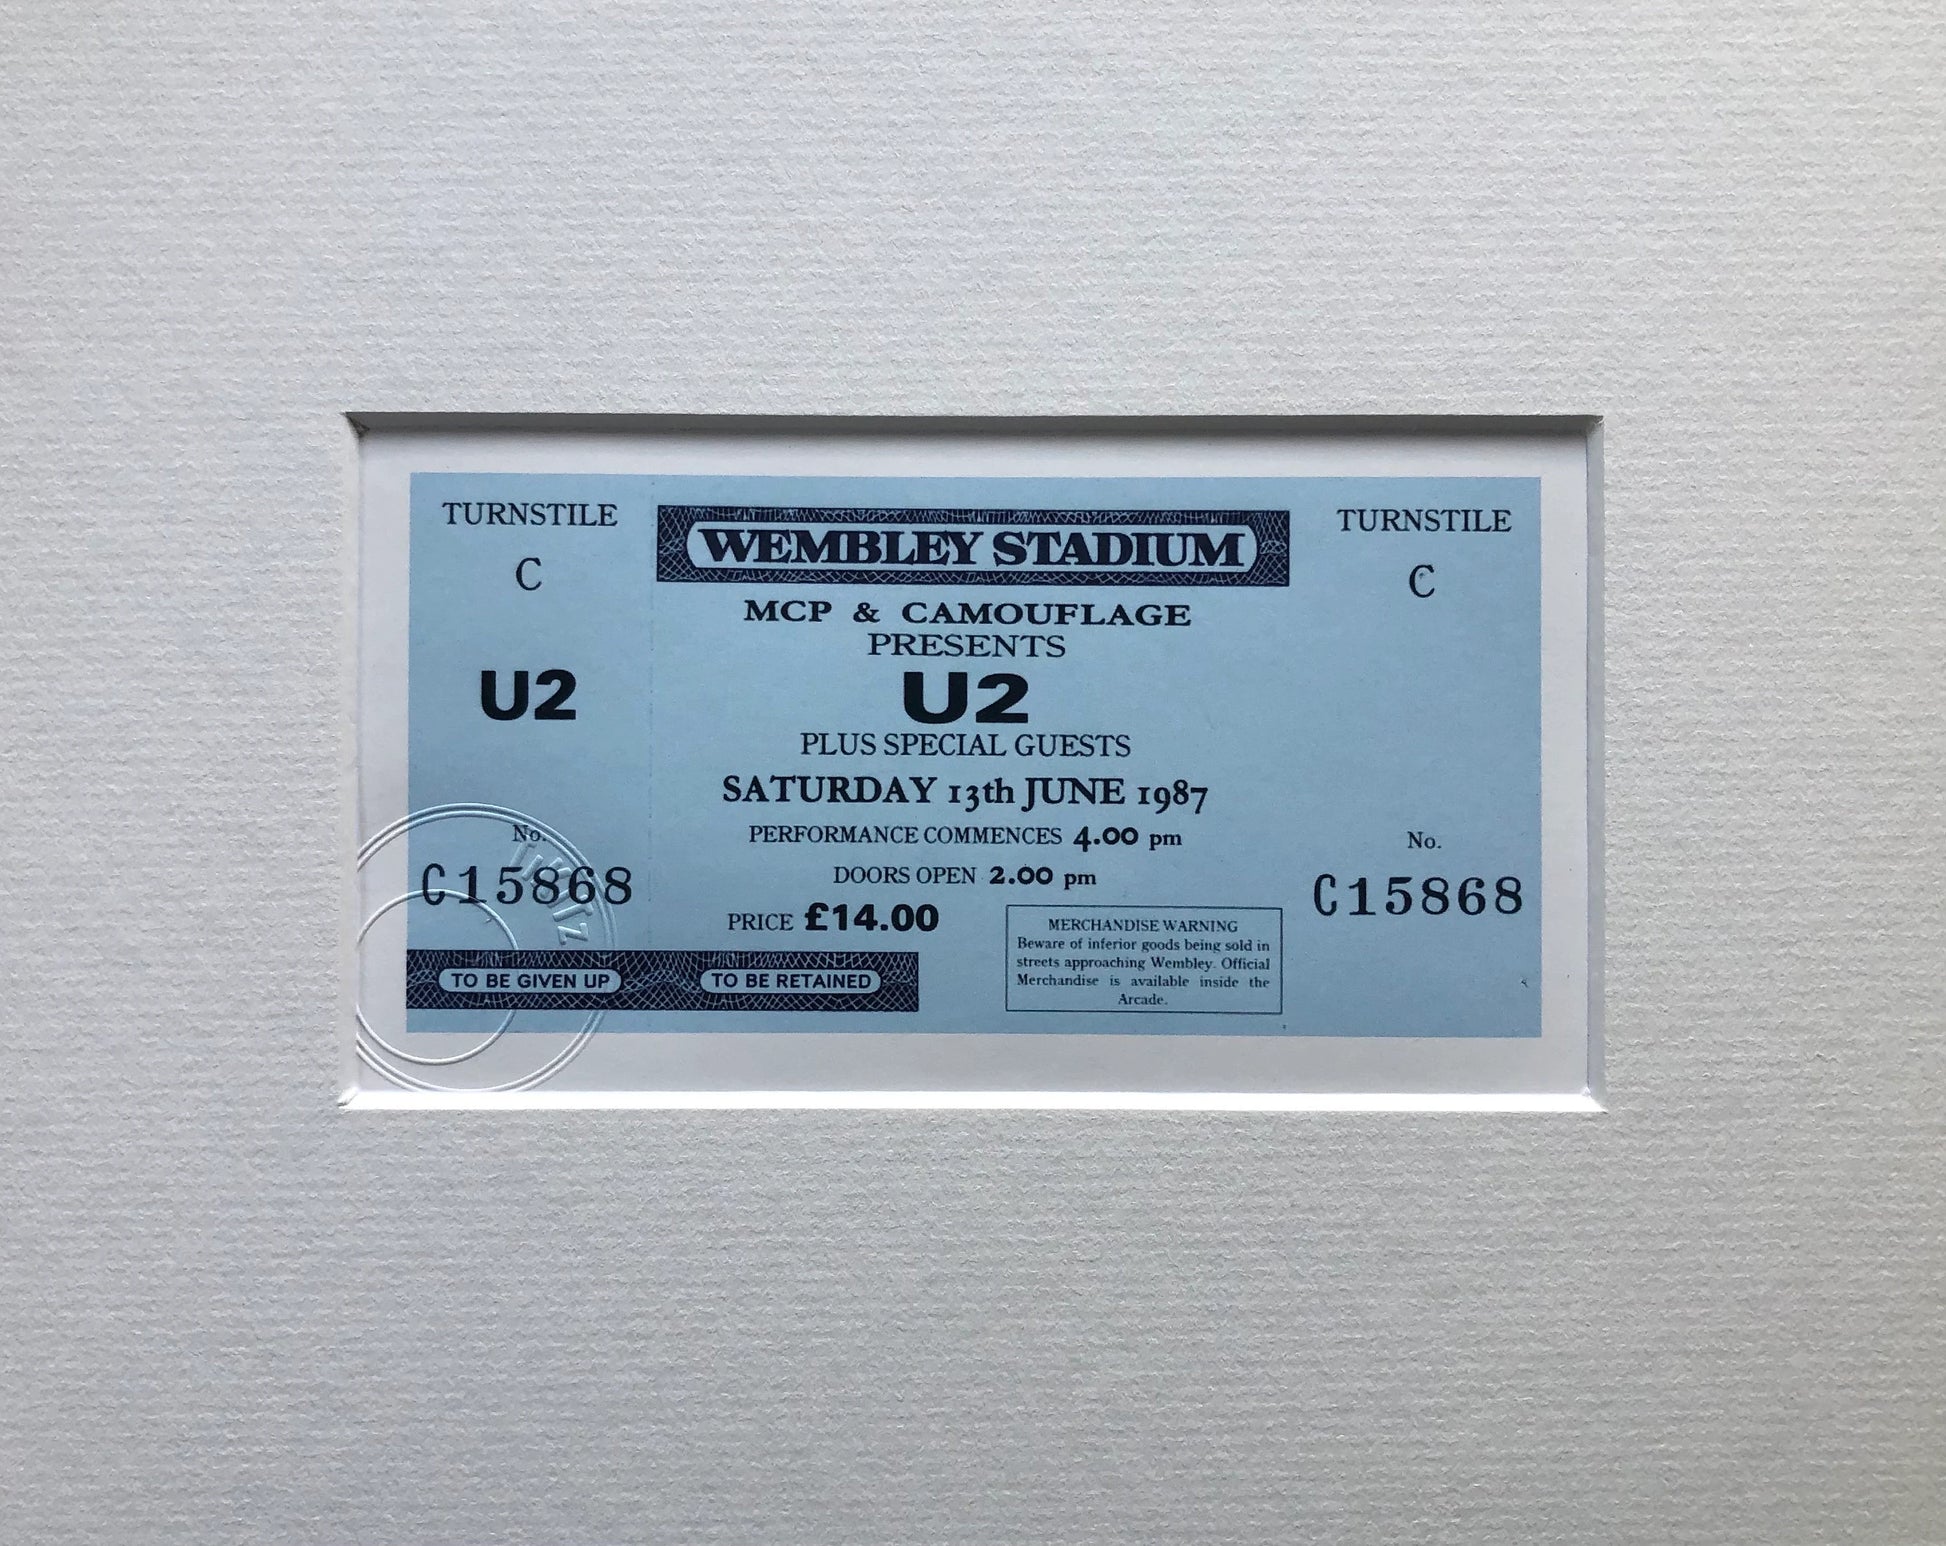 TURNSTILE
C
U2
No.
C15868
TO BE GIVEN UP
WEMBLEY STADIUM
MCP & CAMOUFLAGE
PRESENTS
U2
PLUS SPECIAL GUESTS
SATURDAY 13th JUNE 1987
PERFORMANCE COMMENCES 4.00 pm
DOORS OPEN 2.00 pm
PRICE £14.00
TO BE RETAINED
MERCHANDISE WARNING
Beware of inferior goods being sold in
streets approaching Wembley. Official
Merchandise is available inside the
Arcade.
TURNSTILE
C
No.
C15868